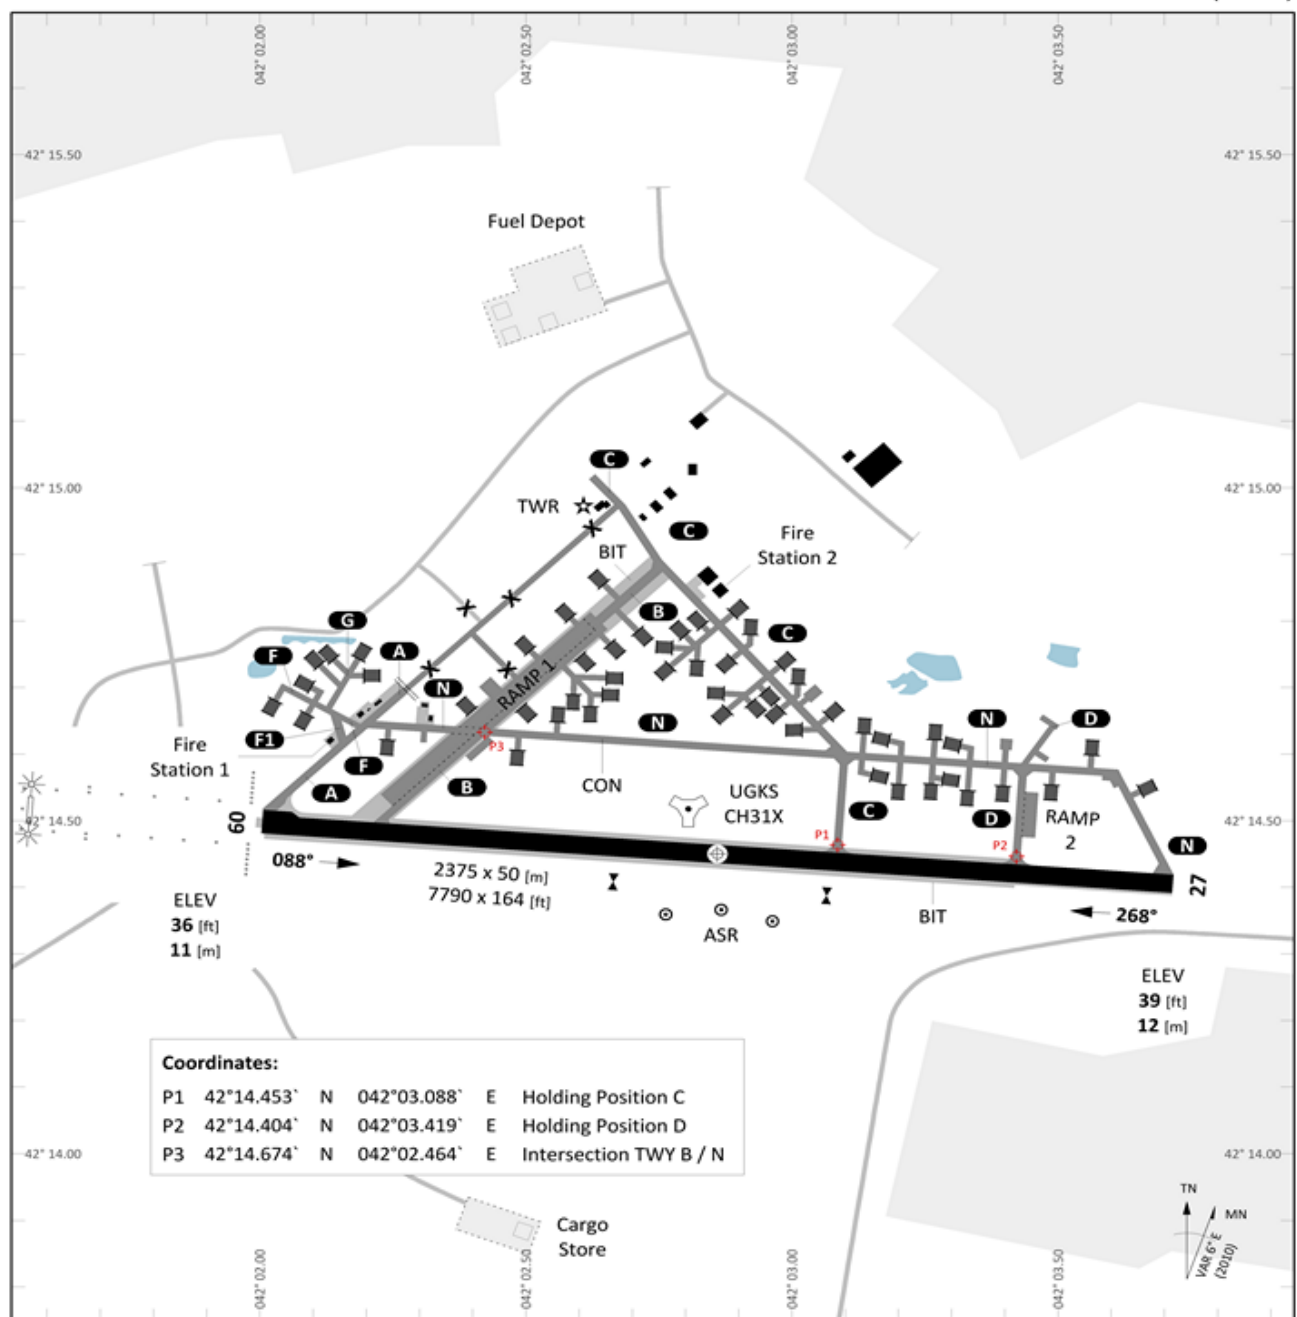 042° 02.00
042° 02.50
042° 03.00
042° 03.50
42° 15.50
42° 15.50
Fuel Depot
42° 15.00
42° 15.00
C
TWR
C
BIT
Fire
Station 2
B
G
C
A
F
N
RAMP 1
N
N
D
F1
P3
Fire
Station 1
F
A
B
CON
UGKS
CH31X
C
D
RAMP
2
42° 14.50
42° 14.50
09
P1
P2
N
27
088°
2375 x 50 [m]
7790 x 164 [ft]
BIT
268°
ASR
ELEV
36 [ft]
11 [m]
ELEV
39 [ft]
12 [m]
Coordinates:
P1 42°14.453` N 042°03.088` E Holding Position C
P2 42°14.404` N 042°03.419` E Holding Position D
P3 42°14.674` N 042°02.464` E Intersection TWY B / N
42° 14.00
42° 14.00
Cargo
Store
TN
MN
VAR 6° E
(2010)
042° 02.00
042° 02.50
042° 03.00
042° 03.50